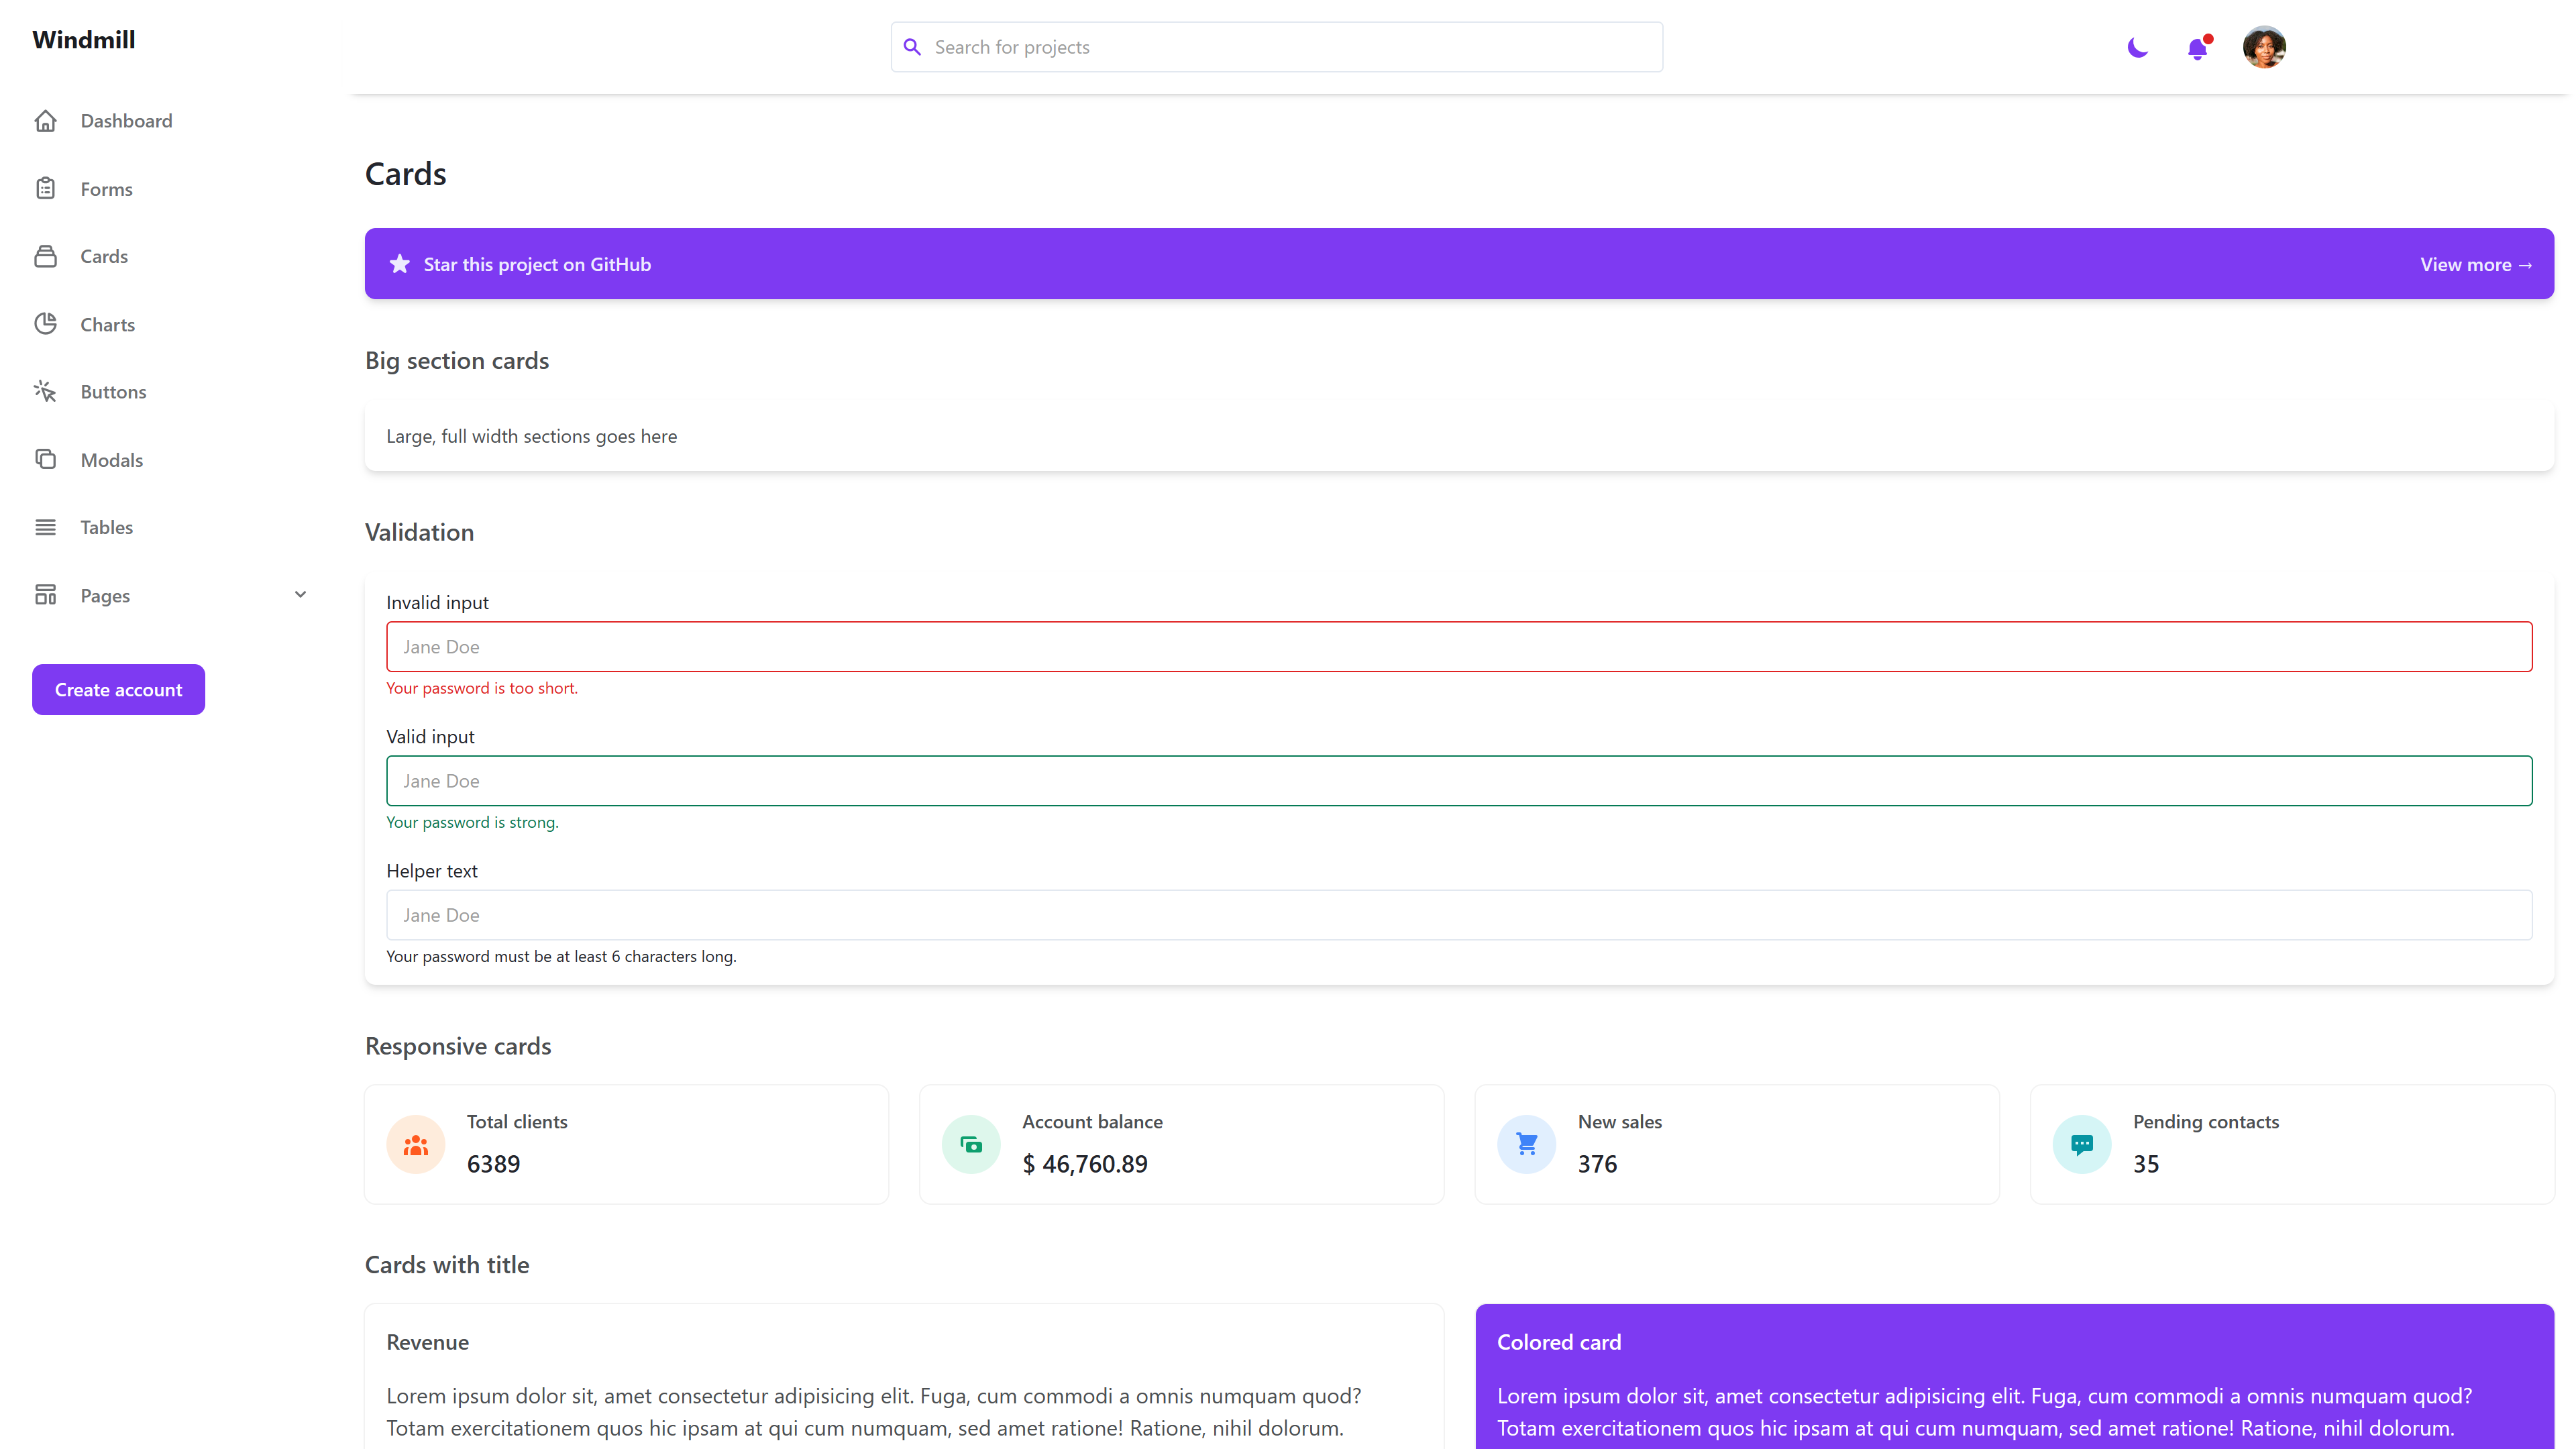 Windmill
Search for projects
Dashboard
Forms
Cards
Charts
Buttons
Modals
Tables
Pages
Create account
Cards
Star this project on GitHub
View more →
Big section cards
Large, full width sections goes here
Validation
Invalid input
Jane Doe
Your password is too short.
Valid input
Jane Doe
Your password is strong.
Helper text
Jane Doe
Your password must be at least 6 characters long.
Responsive cards
Total clients
6389
Account balance
$ 46,760.89
New sales
376
Pending contacts
35
Cards with title
Revenue
Lorem ipsum dolor sit, amet consectetur adipisicing elit. Fuga, cum commodi a omnis numquam quod?
Totam exercitationem quos hic ipsam at qui cum numquam, sed amet ratione! Ratione, nihil dolorum.
Colored card
Lorem ipsum dolor sit, amet consectetur adipisicing elit. Fuga, cum commodi a omnis numquam quod?
Totam exercitationem quos hic ipsam at qui cum numquam, sed amet ratione! Ratione, nihil dolorum.